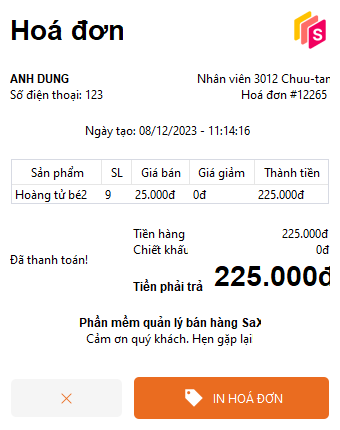 Hoá đơn
S
ANH DUNG
Nhân viên 3012 Chuu-tar
Số điện thoại: 123
Hoá đơn #12265
Ngày tạo: 08/12/2023 - 11:14:16
Sản phẩm SL Giá bán Giá giảm Thành tiền
Hoàng tử bé2 9 25.000đ 0đ 225.000đ
Tiền hàng 225.000đ
Chiết khấu 0đ
Đã thanh toán!
Tiền phải trả 225.000đ
Phần mềm quản lý bán hàng SaX
Cảm ơn quý khách. Hẹn gặp lại
IN HOÁ ĐƠN